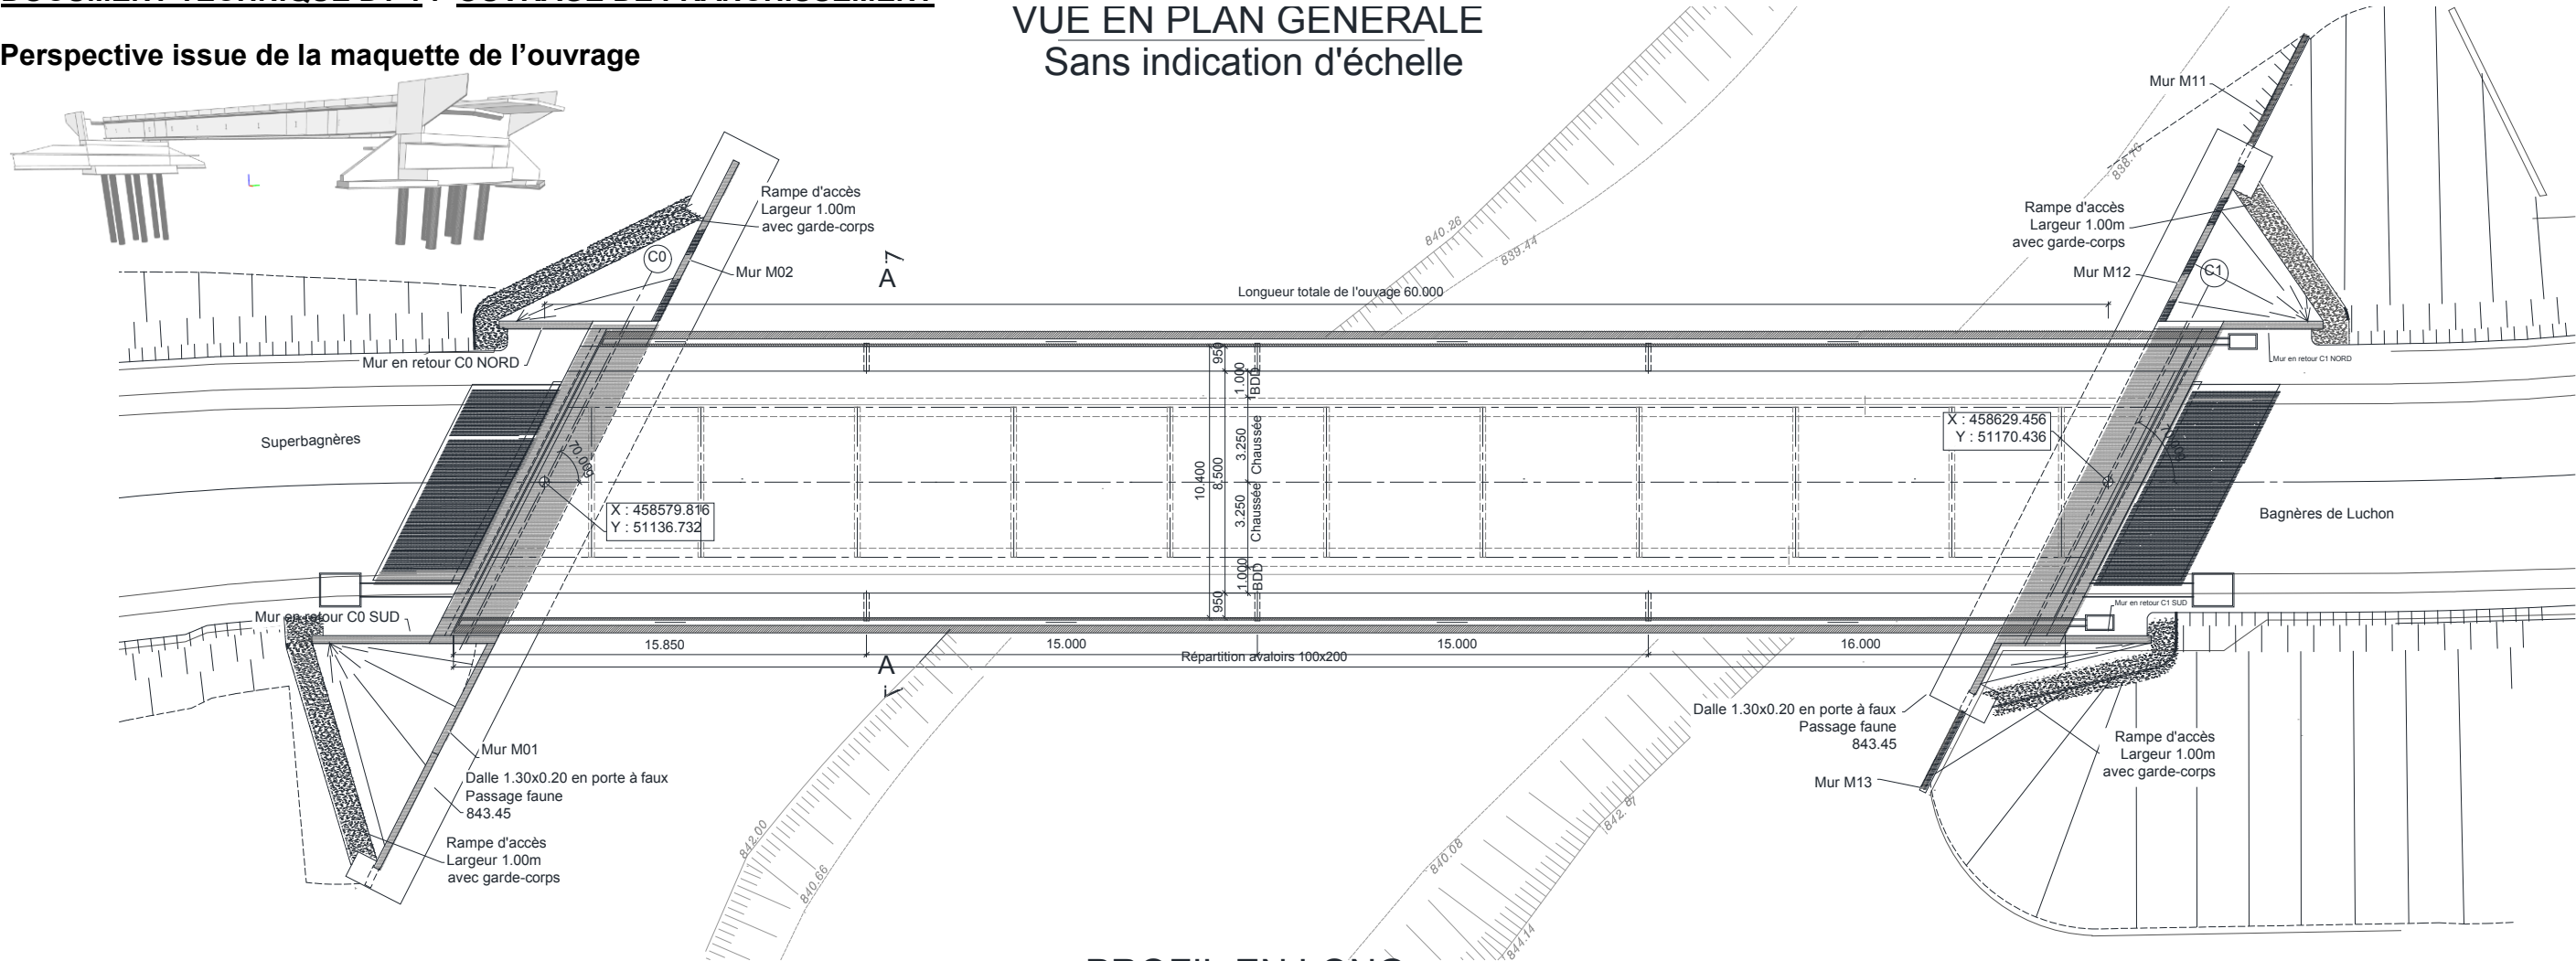 Perspective issue de la maquette de l'ouvrage
VUE EN PLAN GENERALE
Sans indication d'échelle
Mur M11
838.76
Rampe d'accès
Largeur 1.00m
avec garde-corps
C0
Mur M02
A
7
840.26
839.44
Rampe d'accès
Largeur 1.00m
avec garde-corps
Mur M12
C1
Longueur totale de l'ouvage 60.000
Mur en retour C0 NORD
Mur en retour C1 NORD
950
1.000
BDD
3.250
Chaussée
10.400
8.500
3.250
Chaussée
1.000
BDD
950
Superbagnères
X : 458579.816
Y : 51136.732
X : 458629.456
Y : 51170.436
Bagnères de Luchon
Mur en retour C0 SUD
Mur en retour C1 SUD
15.850
15.000
15.000
16.000
Répartition avaloirs 100x200
A
Mur M01
Dalle 1.30x0.20 en porte à faux
Passage faune
843.45
Rampe d'accès
Largeur 1.00m
avec garde-corps
842.00
840.66
840.08
844.14
Dalle 1.30x0.20 en porte à faux
Passage faune
843.45
Mur M13
Rampe d'accès
Largeur 1.00m
avec garde-corps